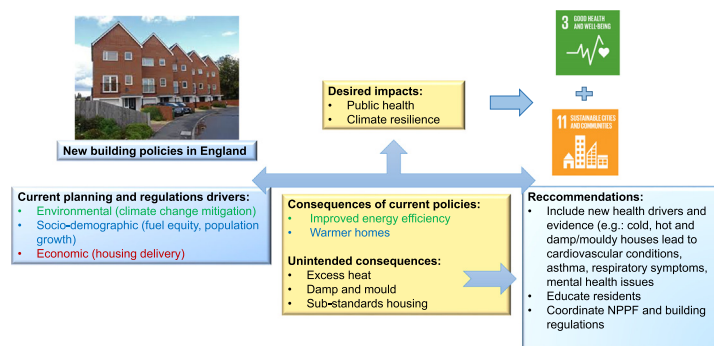 3 GOOD HEALTH
AND WELL-BEING
Desired impacts:
• Public health
• Climate resilience
11 SUSTAINABLE CITIES
AND COMMUNITIES
New building policies in England
Current planning and regulations drivers:
• Environmental (climate change mitigation)
• Socio-demographic (fuel equity, population
growth)
• Economic (housing delivery)
Consequences of current policies:
• Improved energy efficiency
• Warmer homes
Unintended consequences:
• Excess heat
• Damp and mould
• Sub-standards housing
Reccommendations:
• Include new health drivers and
evidence (e.g.: cold, hot and
damp/mouldy houses lead to
cardiovascular conditions,
asthma, respiratory symptoms,
mental health issues
• Educate residents
• Coordinate NPPF and building
regulations